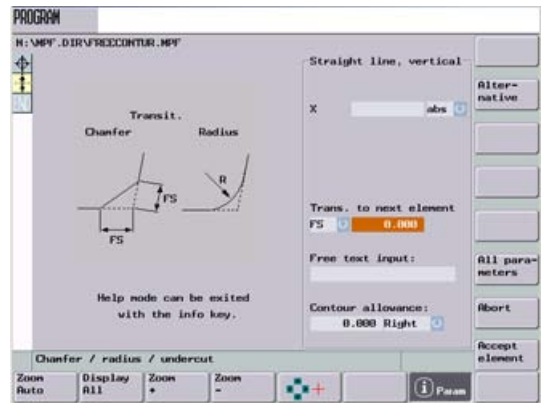 PROGRAM
N:\MPF.DIR\FREECONTUR.MPF
END
Straight line, vertical
X abs
Transit.
Chamfer Radius
R
FS
FS
Trans. to next element
FS 0.000
Free text input:
Help mode can be exited
with the info key.
Contour allowance:
0.000 Right
Chamfer / radius / undercut
Alter-
native
All para-
meters
Abort
Accept
element
Zoom
Auto
Display
All
Zoom
+
Zoom
-
i Param